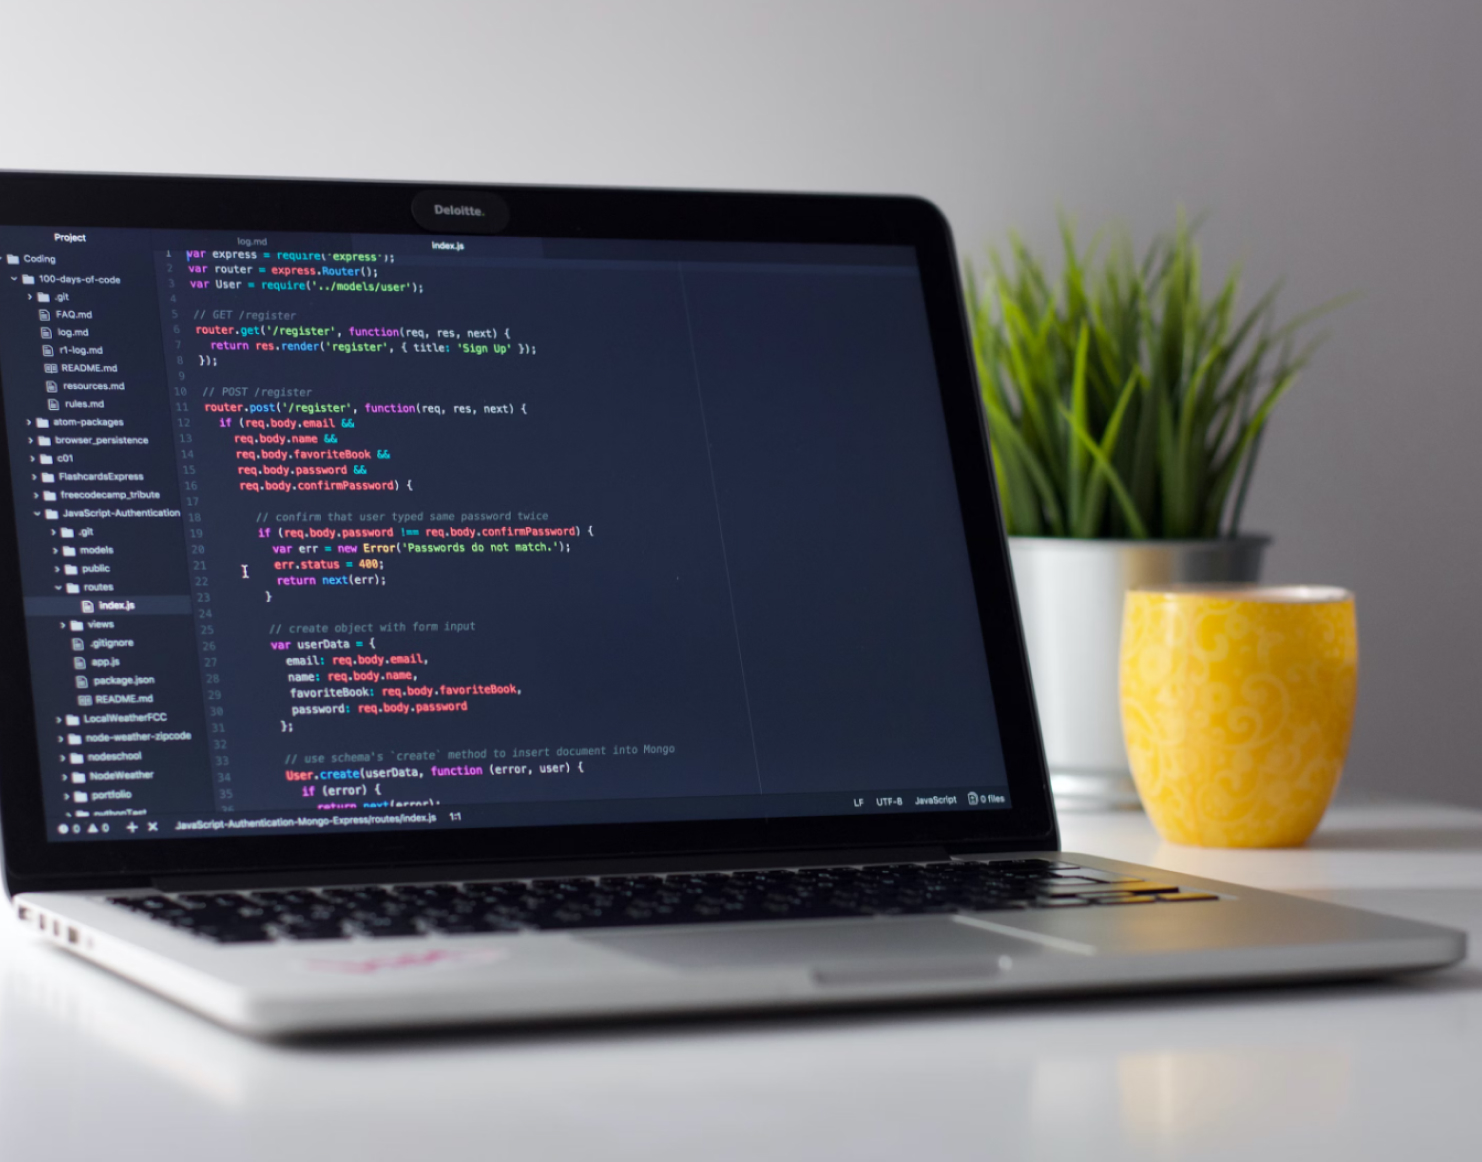 Deloitte.
Project
Coding
100-days-of-code
.git
FAQ.md
log.md
r1-log.md
README.md
resources.md
rules.md
atom-packages
browser_persistence
c01
FlashcardsExpress
freecodecamp_tribute
JavaScript-Authentication
.git
models
public
routes
index.js
views
.gitignore
app.js
package.json
README.md
LocalWeatherFCC
node-weather-zipcode
nodeschool
NodeWeather
portfolio
pythonTest
log.md
index.js
1 var express = require('express');
2 var router = express.Router();
3 var User = require('../models/user');
4
5 // GET /register
6 router.get('/register', function(req, res, next) {
7 return res.render('register', { title: 'Sign Up' });
8 });
9
10 // POST /register
11 router.post('/register', function(req, res, next) {
12 if (req.body.email &&
13 req.body.name &&
14 req.body.favoriteBook &&
15 req.body.password &&
16 req.body.confirmPassword) {
17
18 // confirm that user typed same password twice
19 if (req.body.password !== req.body.confirmPassword) {
20 var err = new Error('Passwords do not match.');
21 err.status = 400;
22 return next(err);
23 }
24
25 // create object with form input
26 var userData = {
27 email: req.body.email,
28 name: req.body.name,
29 favoriteBook: req.body.favoriteBook,
30 password: req.body.password
31 };
32
33 // use schema's `create` method to insert document into Mongo
34 User.create(userData, function (error, user) {
35 if (error) {
36 return next(error);
0 0 JavaScript-Authentication-Mongo-Express/routes/index.js 1:1 LF UTF-8 JavaScript 0 files